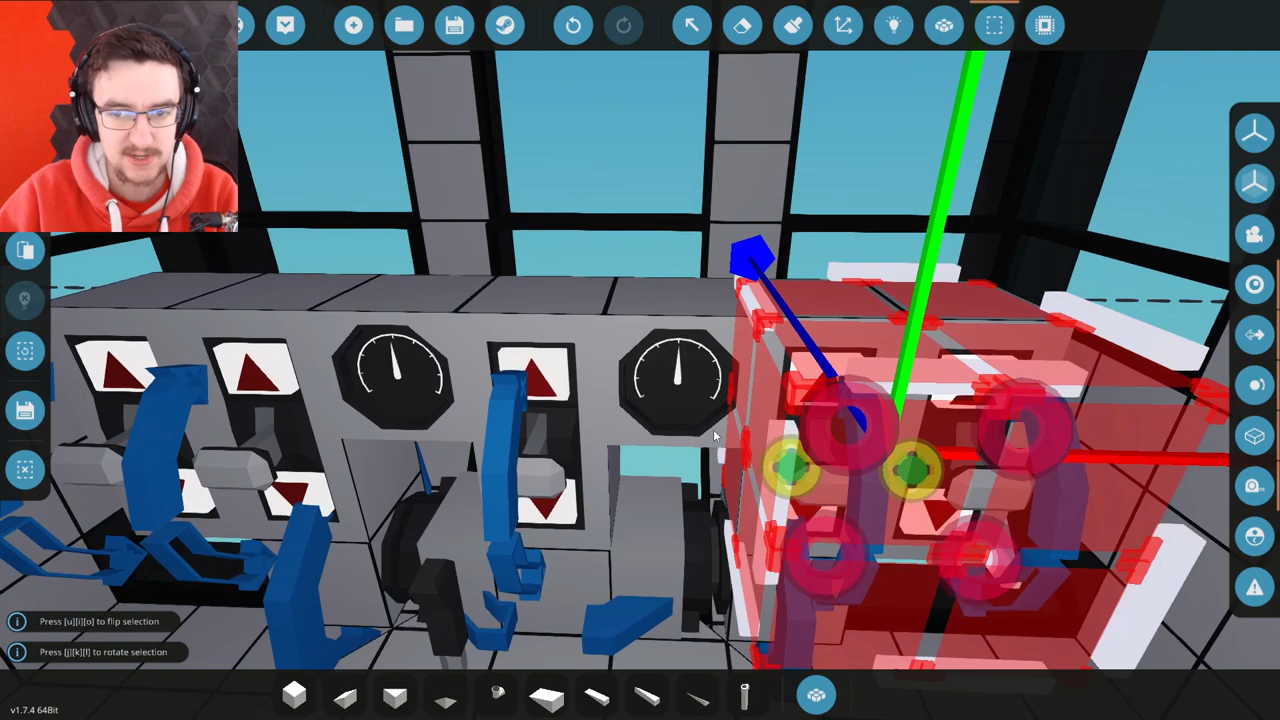 Press [u][i][o] to flip selection
Press [j][k][l] to rotate selection
v1.7.4 64Bit